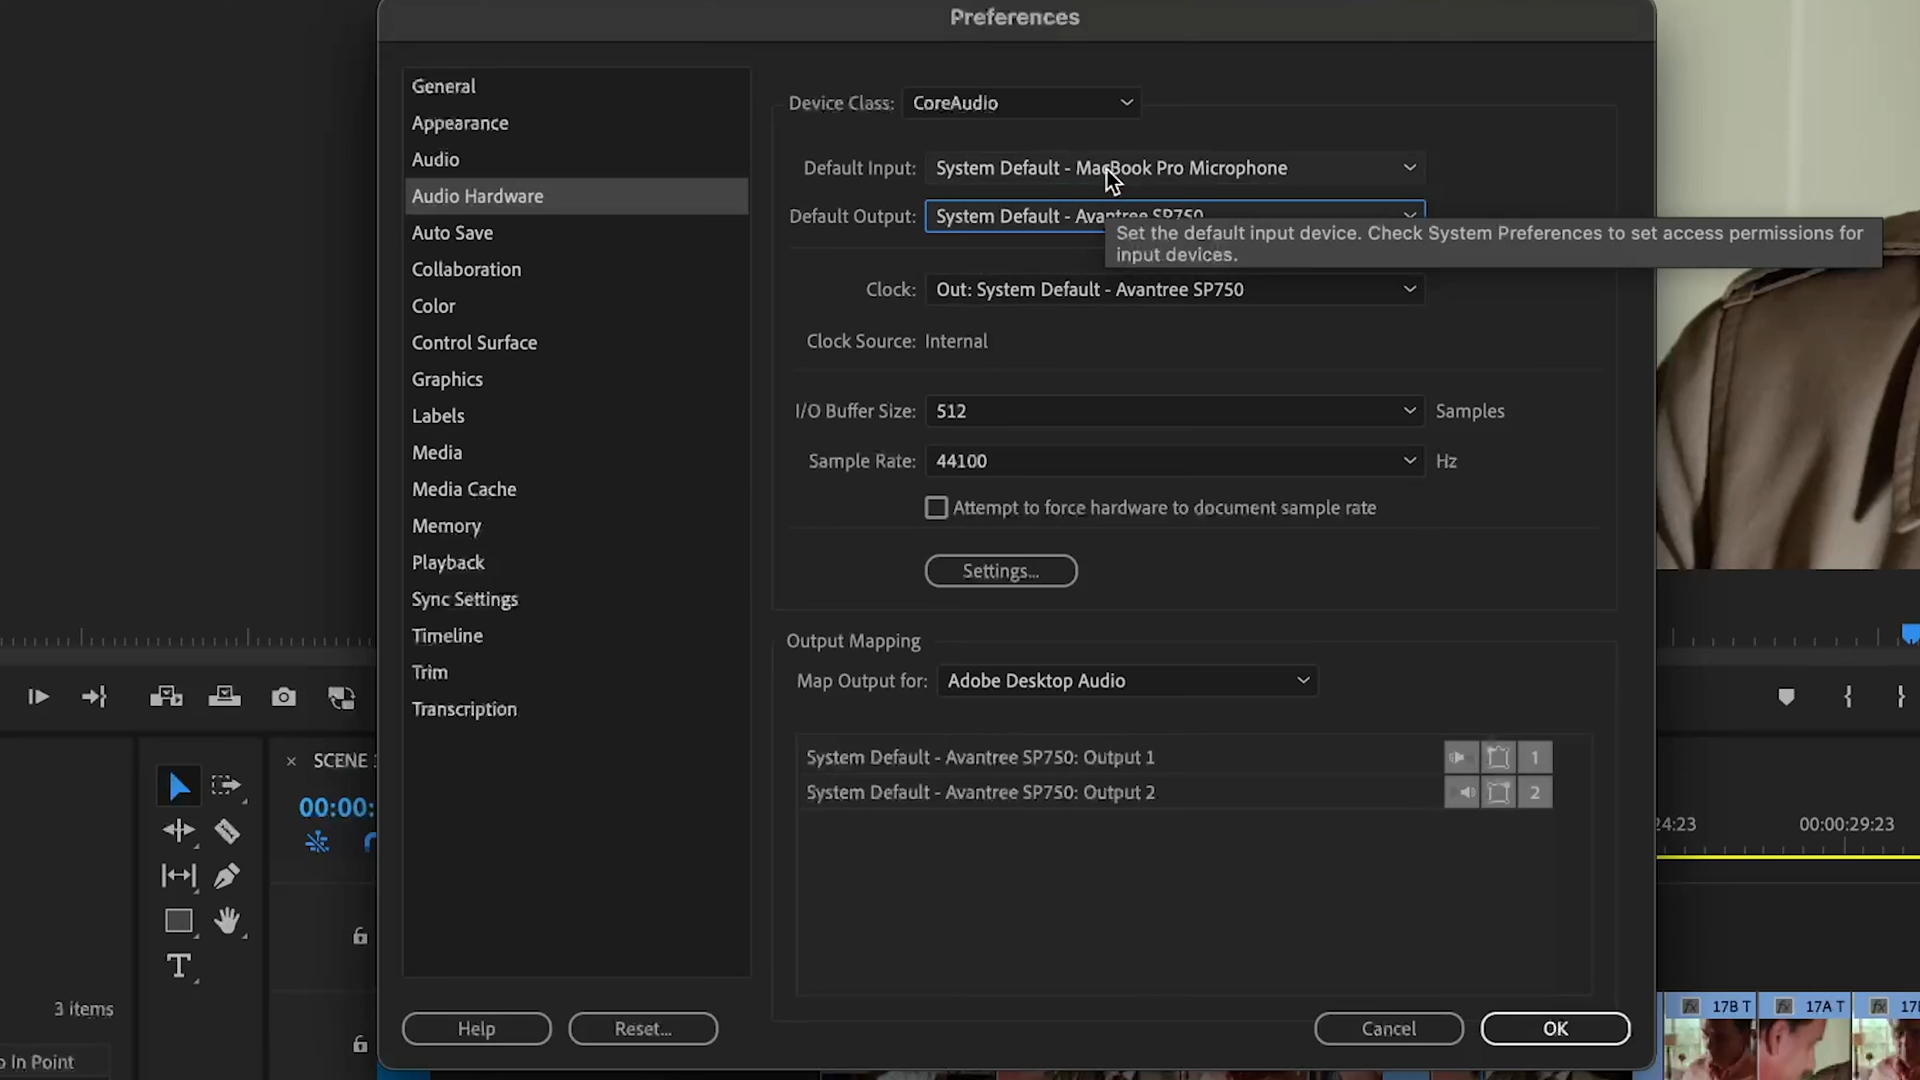 Preferences
General
Appearance
Audio
Audio Hardware
Auto Save
Collaboration
Color
Control Surface
Graphics
Labels
Media
Media Cache
Memory
Playback
Sync Settings
Timeline
Trim
Transcription
Device Class: CoreAudio
Default Input: System Default - MacBook Pro Microphone
Default Output: System Default - Avantree SP750
Set the default input device. Check System Preferences to set access permissions for
input devices.
Clock: Out: System Default - Avantree SP750
Clock Source: Internal
I/O Buffer Size: 512 Samples
Sample Rate: 44100 Hz
Attempt to force hardware to document sample rate
Settings...
Output Mapping
Map Output for: Adobe Desktop Audio
System Default - Avantree SP750: Output 1 1
System Default - Avantree SP750: Output 2 2
Help
Reset...
Cancel
OK
SCENE
00:00:
3 items
In Point
24:23
00:00:29:23
fx 17B T
fx 17A T
fx